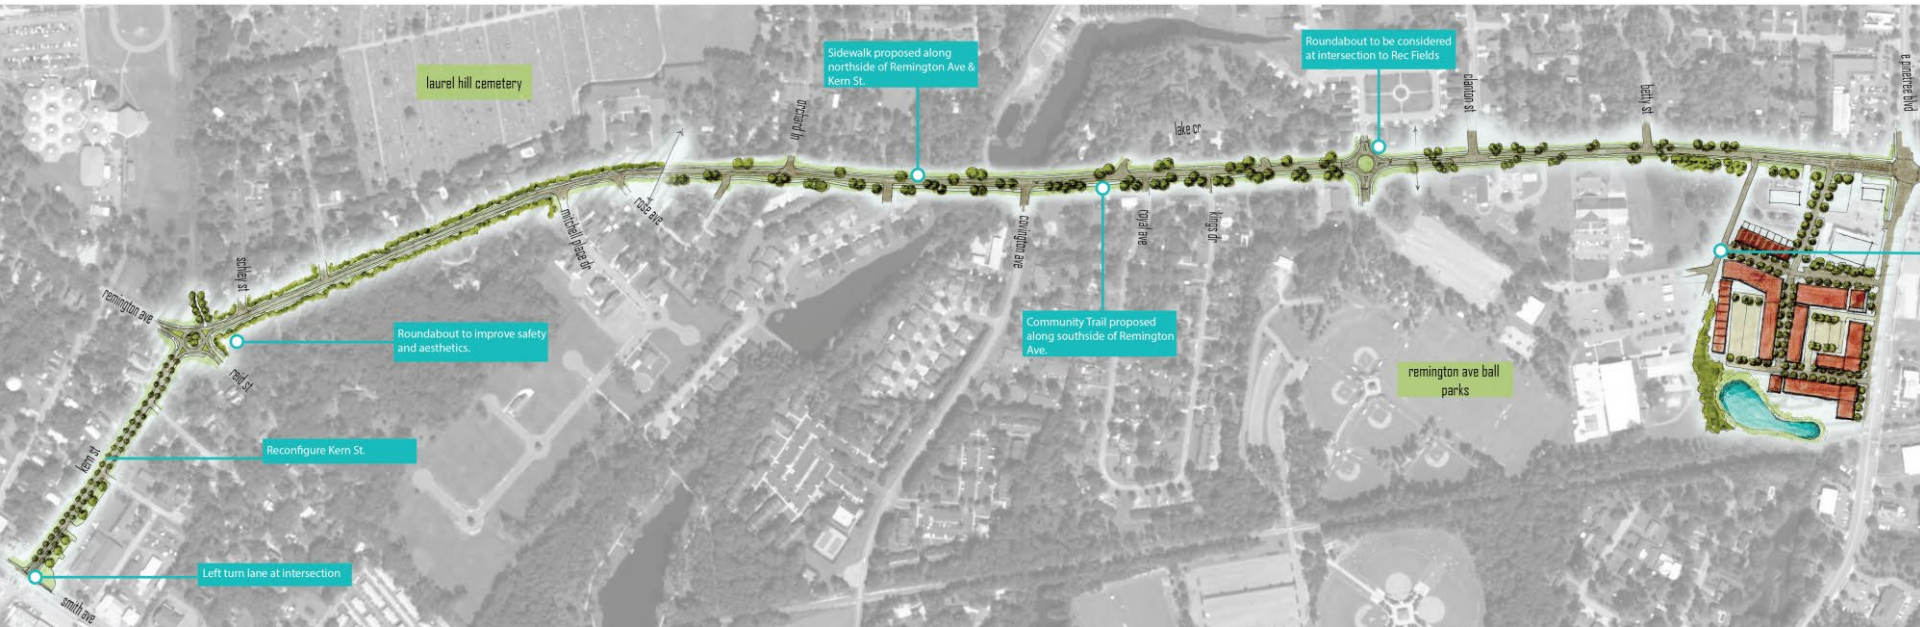 laurel hill cemetery
Sidewalk proposed along
northside of Remington Ave &
Kern St.
Roundabout to be considered
at intersection to Rec Fields
orchard ln
lake cr
clanton st
betty st
e pinetree blvd
rose ave
mitchell place dr
covington ave
royal ave
kings dr
schley st
remington ave
Roundabout to improve safety
and aesthetics.
reid st
Community Trail proposed
along southside of Remington
Ave.
remington ave ball
parks
kern st
Reconfigure Kern St.
Left turn lane at intersection
smith ave